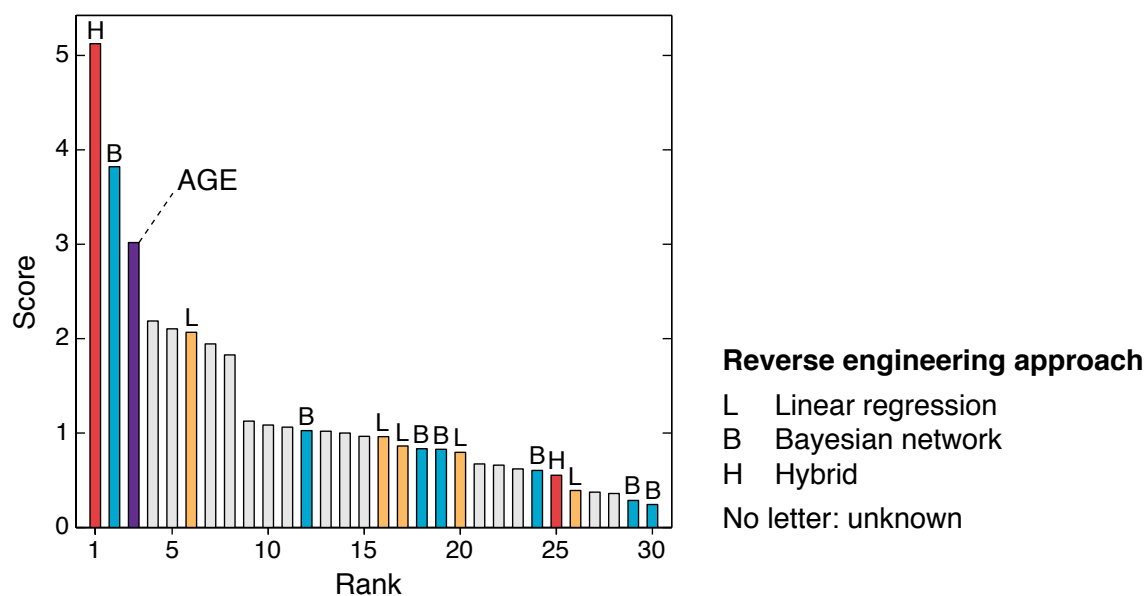 H
5
4
B
AGE
3
Score
2
L
1
B
L
L
B
B
L
B
H
L
B
B
0
1
5
10
15
20
25
30
Rank
Reverse engineering approach
L Linear regression
B Bayesian network
H Hybrid
No letter: unknown